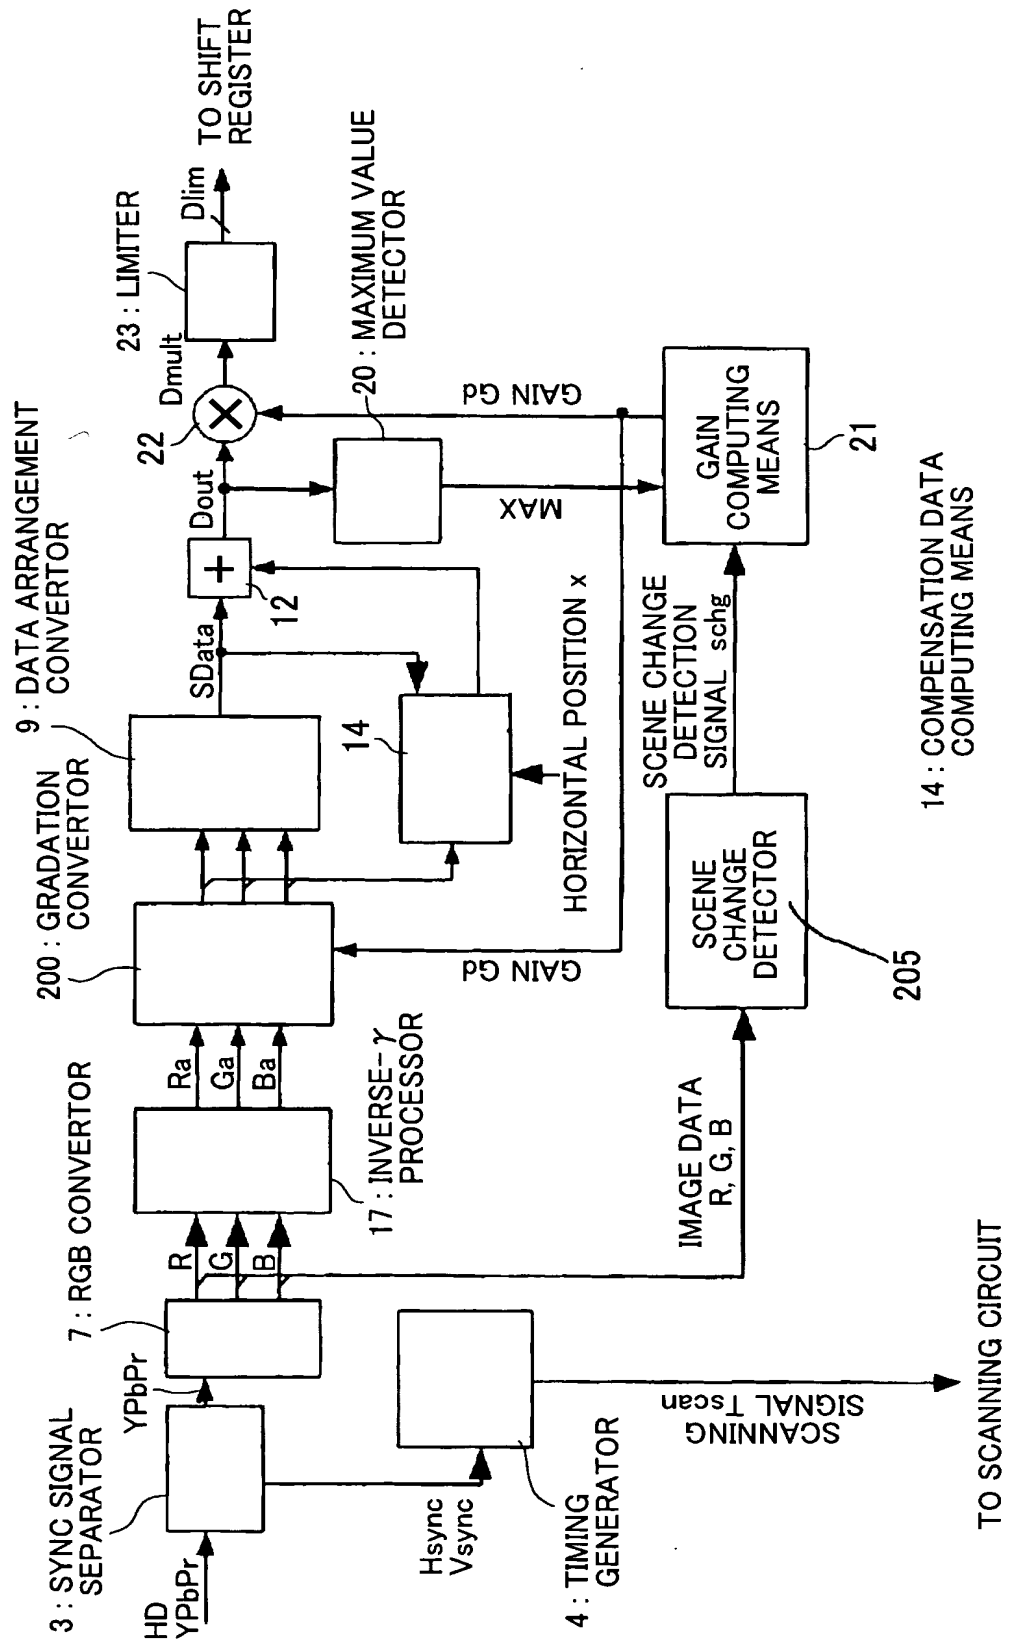 HD
YPbPr
3 : SYNC SIGNAL
SEPARATOR
YPbPr
7 : RGB CONVERTOR
R
G
B
17 : INVERSE-γ
PROCESSOR
Ra
Ga
Ba
200 : GRADATION
CONVERTOR
9 : DATA ARRANGEMENT
CONVERTOR
SData
12
+
Dout
22
×
Dmult
23 : LIMITER
Dlim
TO SHIFT
REGISTER
20 : MAXIMUM VALUE
DETECTOR
14
HORIZONTAL POSITION x
GAIN Gd
MAX
GAIN Gd
GAIN
COMPUTING
MEANS
21
SCENE CHANGE
DETECTION
SIGNAL schg
SCENE
CHANGE
DETECTOR
205
IMAGE DATA
R, G, B
Hsync
Vsync
4 : TIMING
GENERATOR
SCANNING
SIGNAL Tscan
TO SCANNING CIRCUIT
14 : COMPENSATION DATA
COMPUTING MEANS